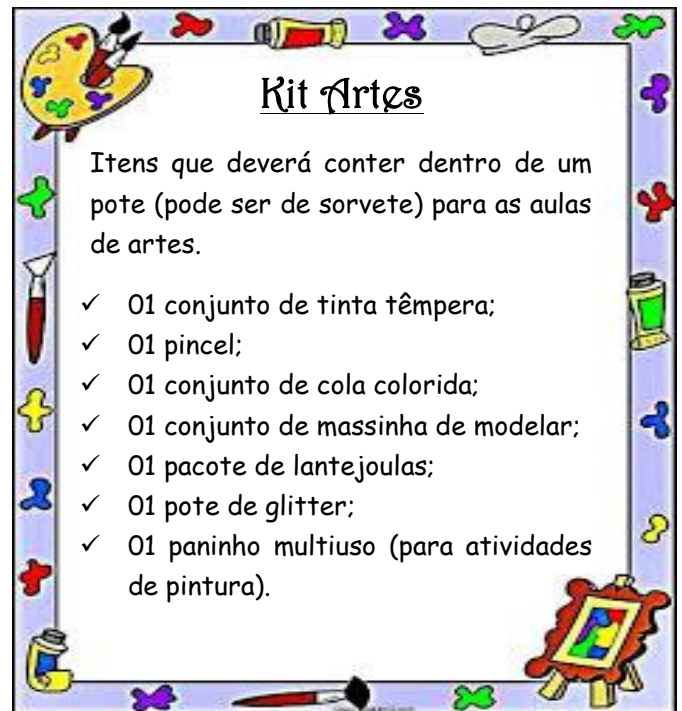 Kit Artes
Itens que deverá conter dentro de um
pote (pode ser de sorvete) para as aulas
de artes.
✓ 01 conjunto de tinta têmpera;
✓ 01 pincel;
✓ 01 conjunto de cola colorida;
✓ 01 conjunto de massinha de modelar;
✓ 01 pacote de lantejoulas;
✓ 01 pote de glitter;
✓ 01 paninho multiuso (para atividades
de pintura).